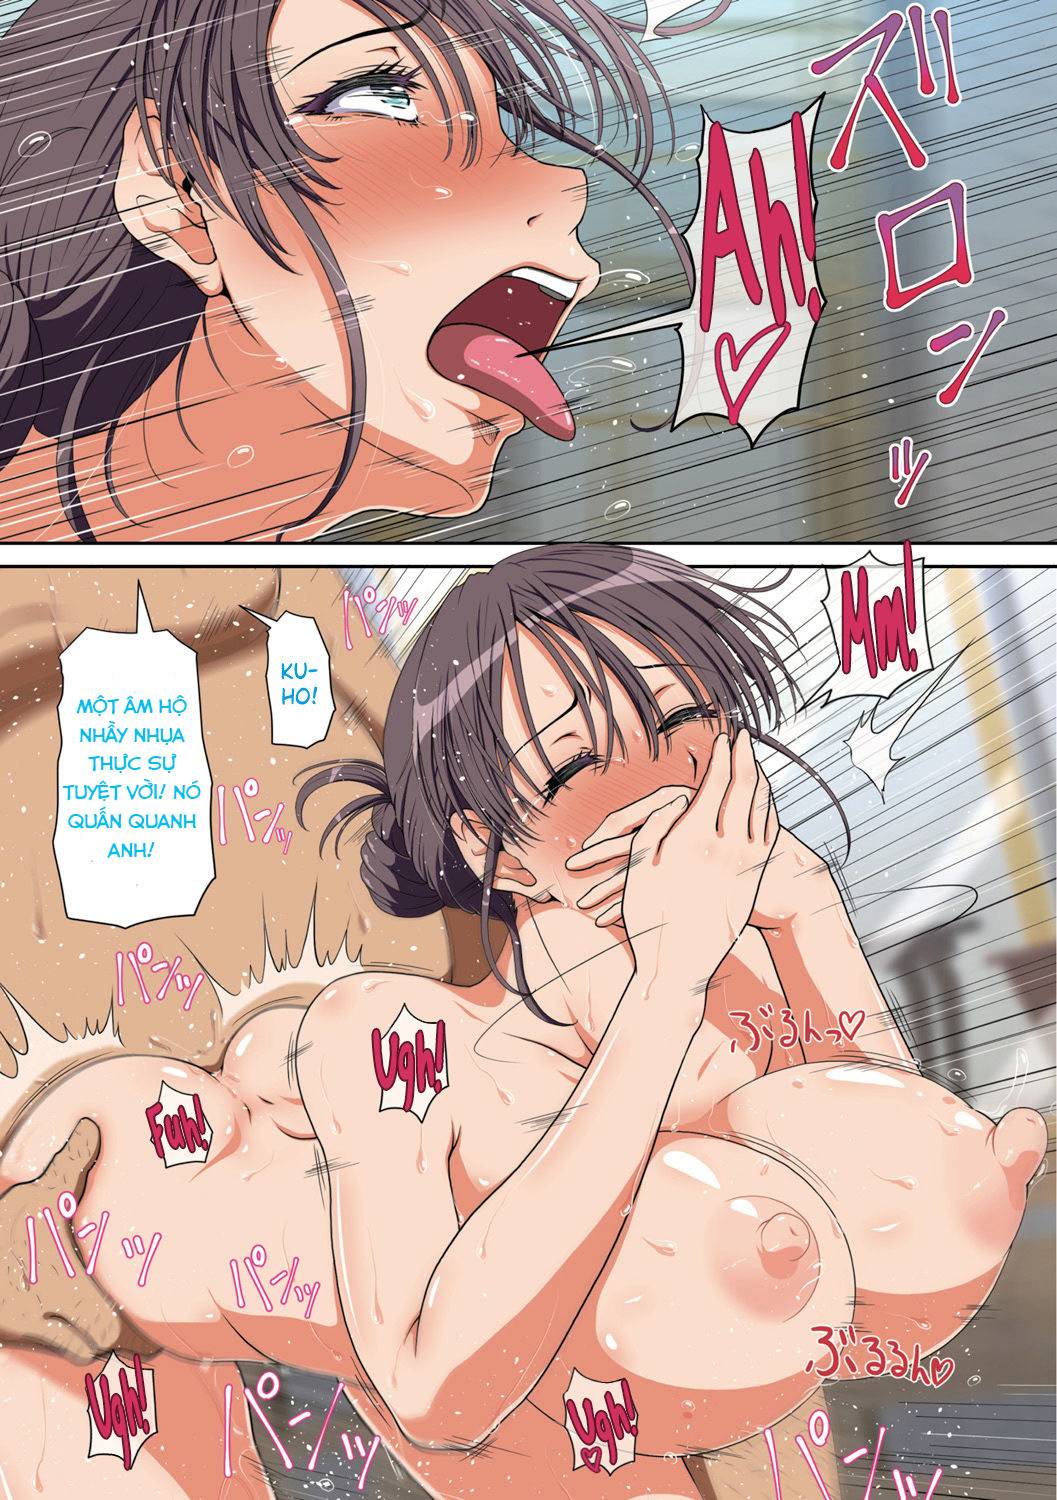 ズロンッ
Ah!♡
Mm!
パンッ
KU-
HO!
MỘT ÂM HỘ
NHẦY NHỤA
THỰC SỰ
TUYỆT VỜI! NÓ
QUẤN QUANH
ANH!
パンッ
パンッ
ぶるんっ♡
Ugh!
Fuh!
パンッ
パンッ
ぶるるん♡
Ugh!
パンッ
Ugh!
♡
パンッ